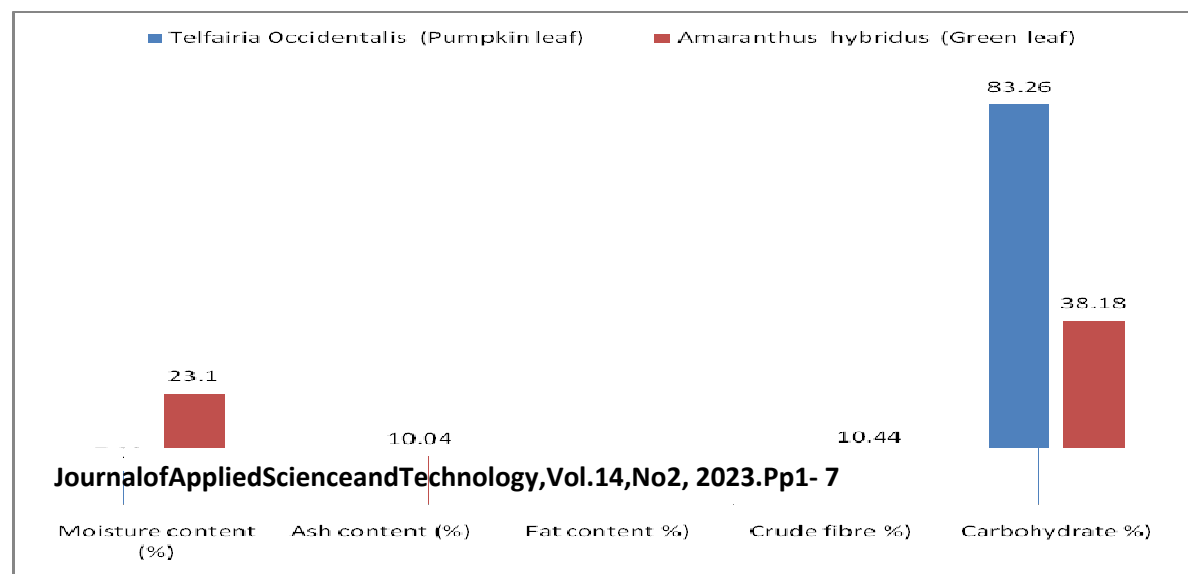 Telfairia Occidentalis (Pumpkin leaf) Amaranthus hybridus (Green leaf)
83.26
38.18
23.1
10.04 10.44
JournalofAppliedScienceandTechnology,Vol.14,No2, 2023.Pp1- 7
Moisture content Ash content (%) Fat content %) Crude fibre %) Carbohydrate %)
(%)